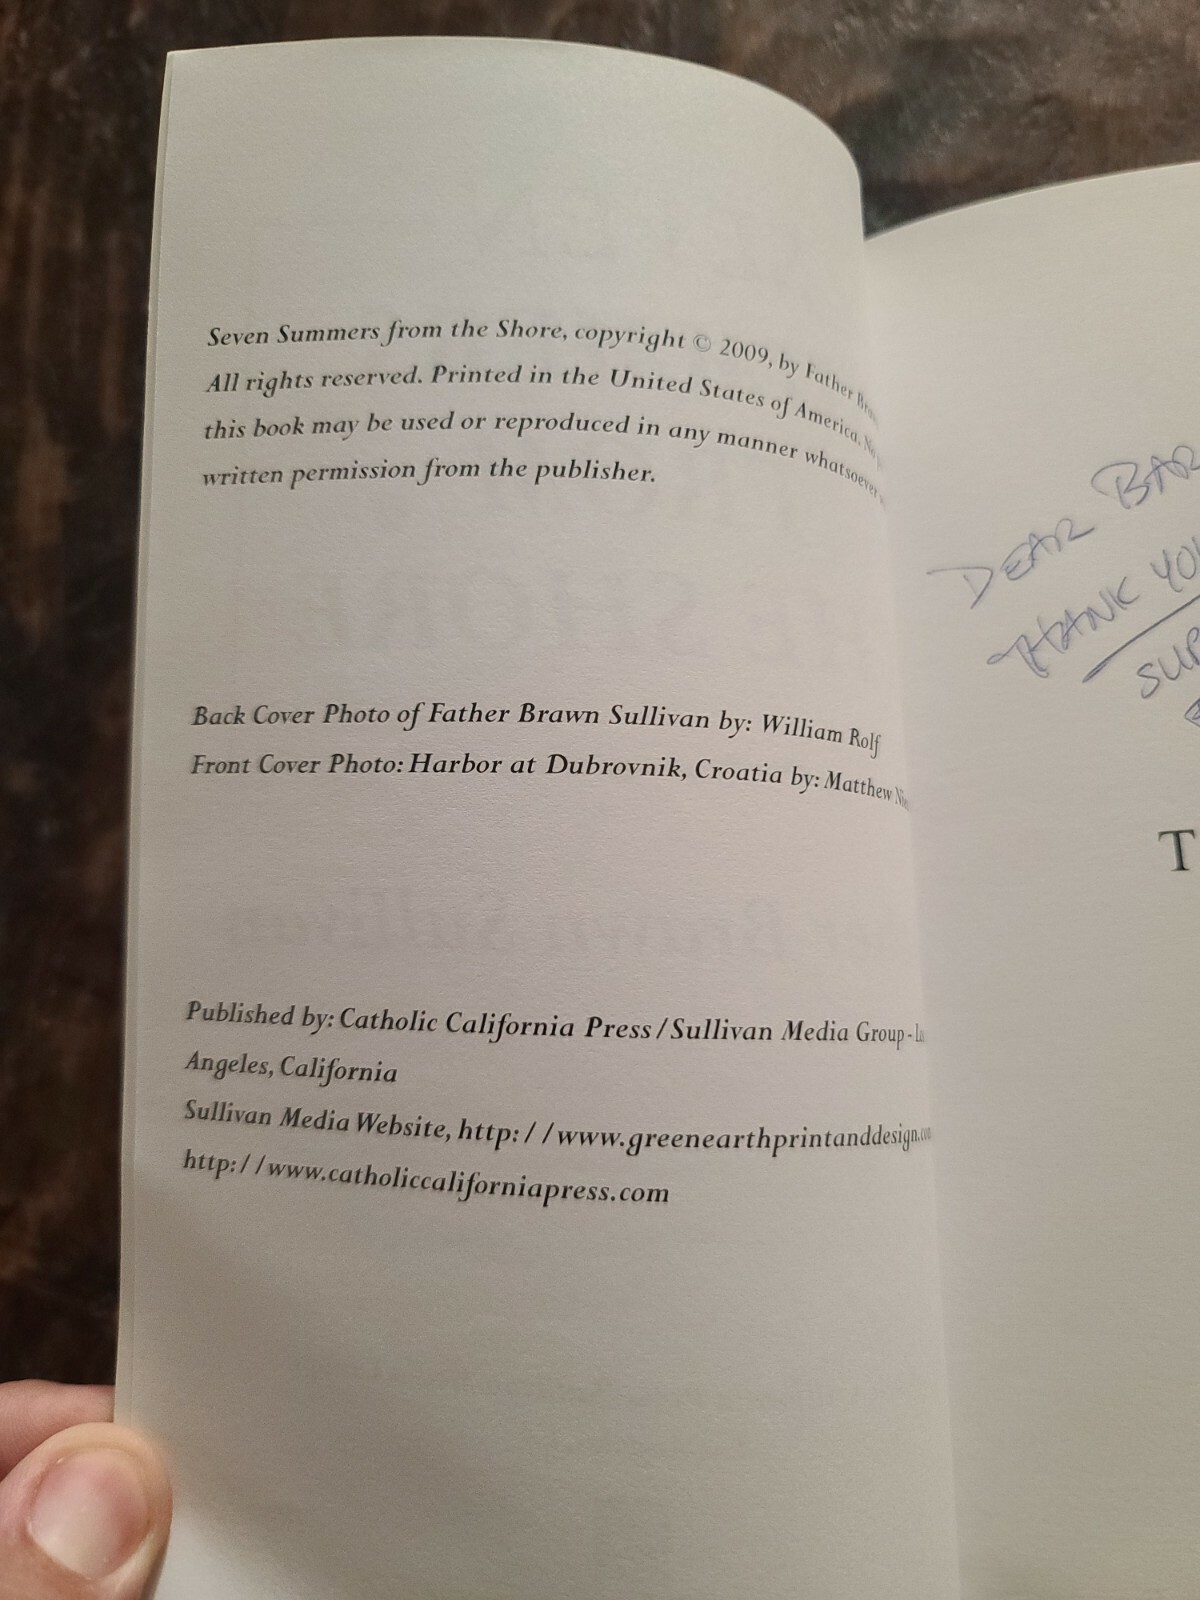 Seven Summers from the Shore, copyright © 2009, by Father
All rights reserved. Printed in the United States of America. No
this book may be used or reproduced in any manner whatsoever
written permission from the publisher.
Back Cover Photo of Father Brawn Sullivan by: William Rolf
Front Cover Photo: Harbor at Dubrovnik, Croatia by: Matthew
Published by: Catholic California Press / Sullivan Media Group -
Angeles, California
Sullivan Media Website, http://www.greenearthprintanddesign.com
http://www.catholiccaliforniapress.com
DEAR
THANK
T